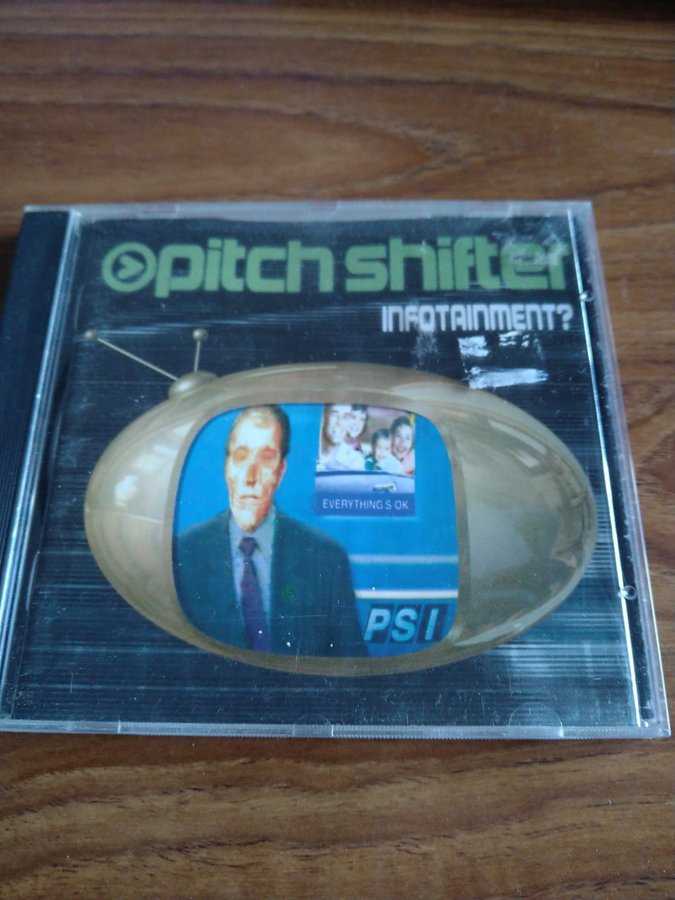 pitch shifter
INFOTAINMENT?
EVERYTHING'S OK
PSI